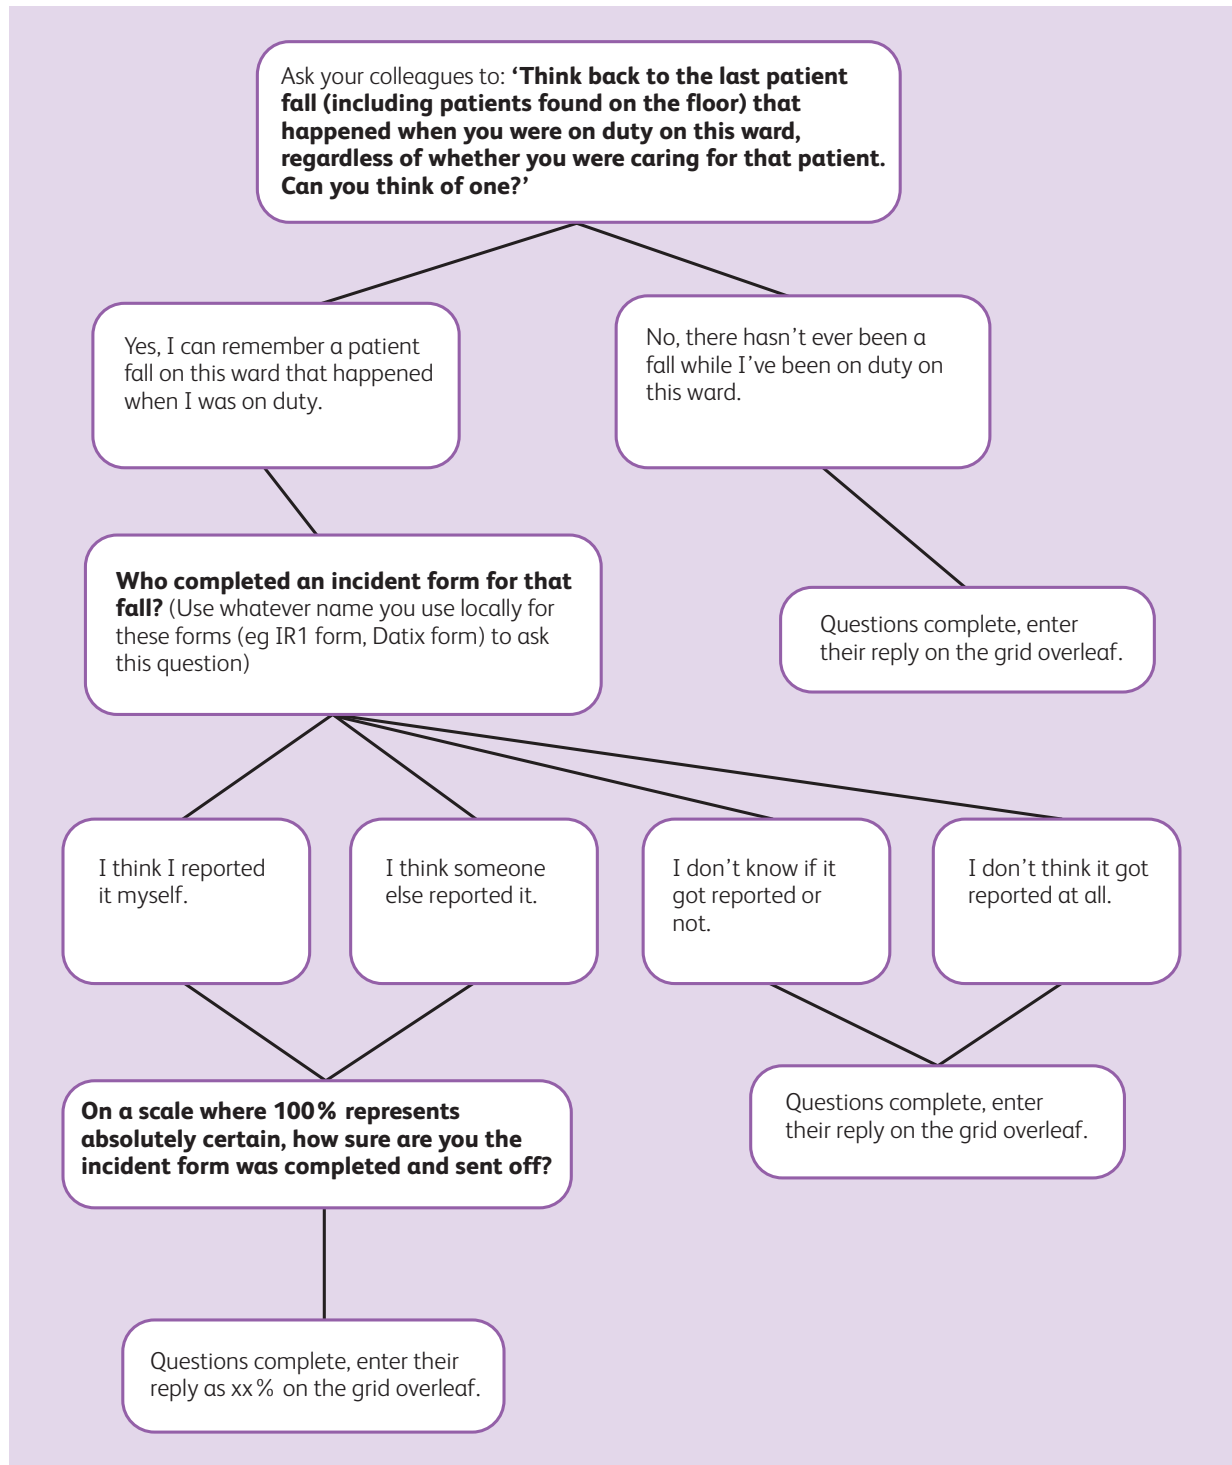 Ask your colleagues to: ‘Think back to the last patient
fall (including patients found on the floor) that
happened when you were on duty on this ward,
regardless of whether you were caring for that patient.
Can you think of one?’
Yes, I can remember a patient
fall on this ward that happened
when I was on duty.
No, there hasn’t ever been a
fall while I’ve been on duty on
this ward.
Who completed an incident form for that
fall? (Use whatever name you use locally for
these forms (eg IR1 form, Datix form) to ask
this question)
Questions complete, enter
their reply on the grid overleaf.
I think I reported
it myself.
I think someone
else reported it.
I don’t know if it
got reported or
not.
I don’t think it got
reported at all.
On a scale where 100% represents
absolutely certain, how sure are you the
incident form was completed and sent off?
Questions complete, enter
their reply on the grid overleaf.
Questions complete, enter their
reply as xx% on the grid overleaf.